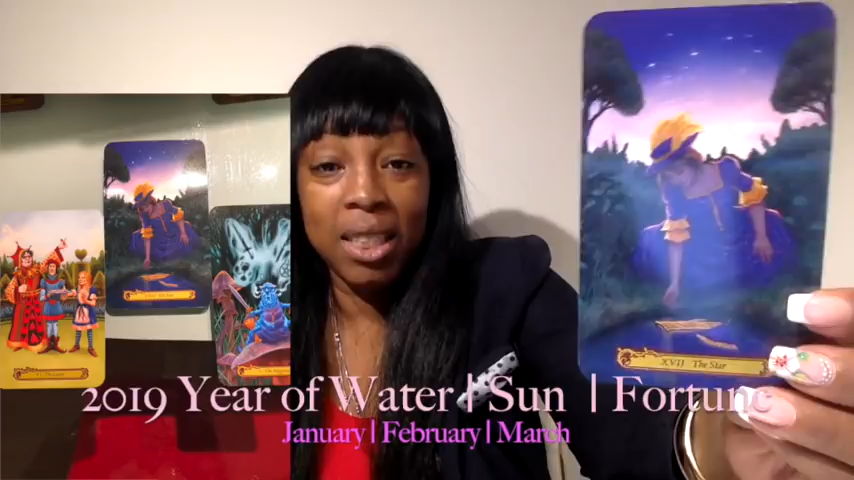 XVII The Star
2019 Year of Water | Sun | Fortune
January | February | March